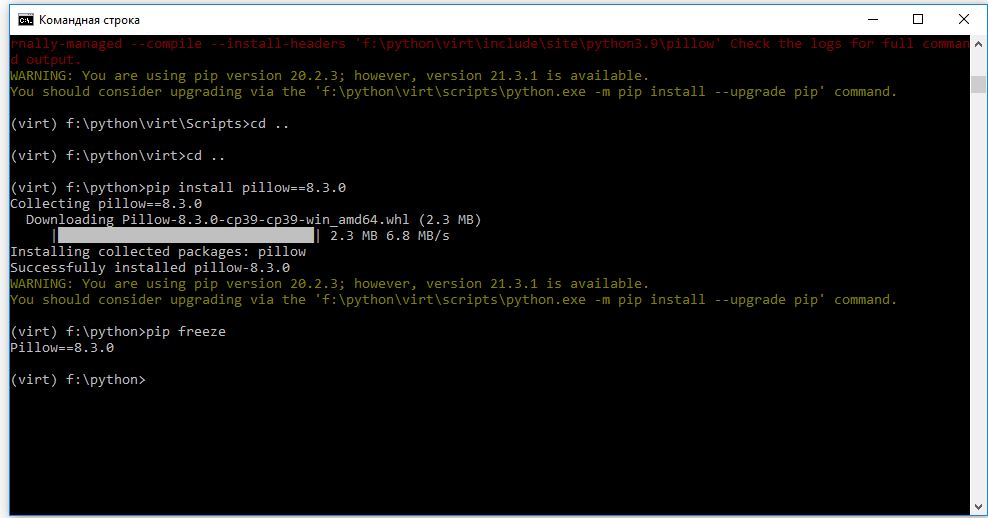 Командная строка
rnally-managed --compile --install-headers 'f:\python\virt\include\site\python3.9\pillow' Check the logs for full comman
d output.
WARNING: You are using pip version 20.2.3; however, version 21.3.1 is available.
You should consider upgrading via the 'f:\python\virt\scripts\python.exe -m pip install --upgrade pip' command.
(virt) f:\python\virt\Scripts>cd ..
(virt) f:\python\virt>cd ..
(virt) f:\python>pip install pillow==8.3.0
Collecting pillow==8.3.0
Downloading Pillow-8.3.0-cp39-cp39-win_amd64.whl (2.3 MB)
|████████████████████████████████| 2.3 MB 6.8 MB/s
Installing collected packages: pillow
Successfully installed pillow-8.3.0
WARNING: You are using pip version 20.2.3; however, version 21.3.1 is available.
You should consider upgrading via the 'f:\python\virt\scripts\python.exe -m pip install --upgrade pip' command.
(virt) f:\python>pip freeze
Pillow==8.3.0
(virt) f:\python>